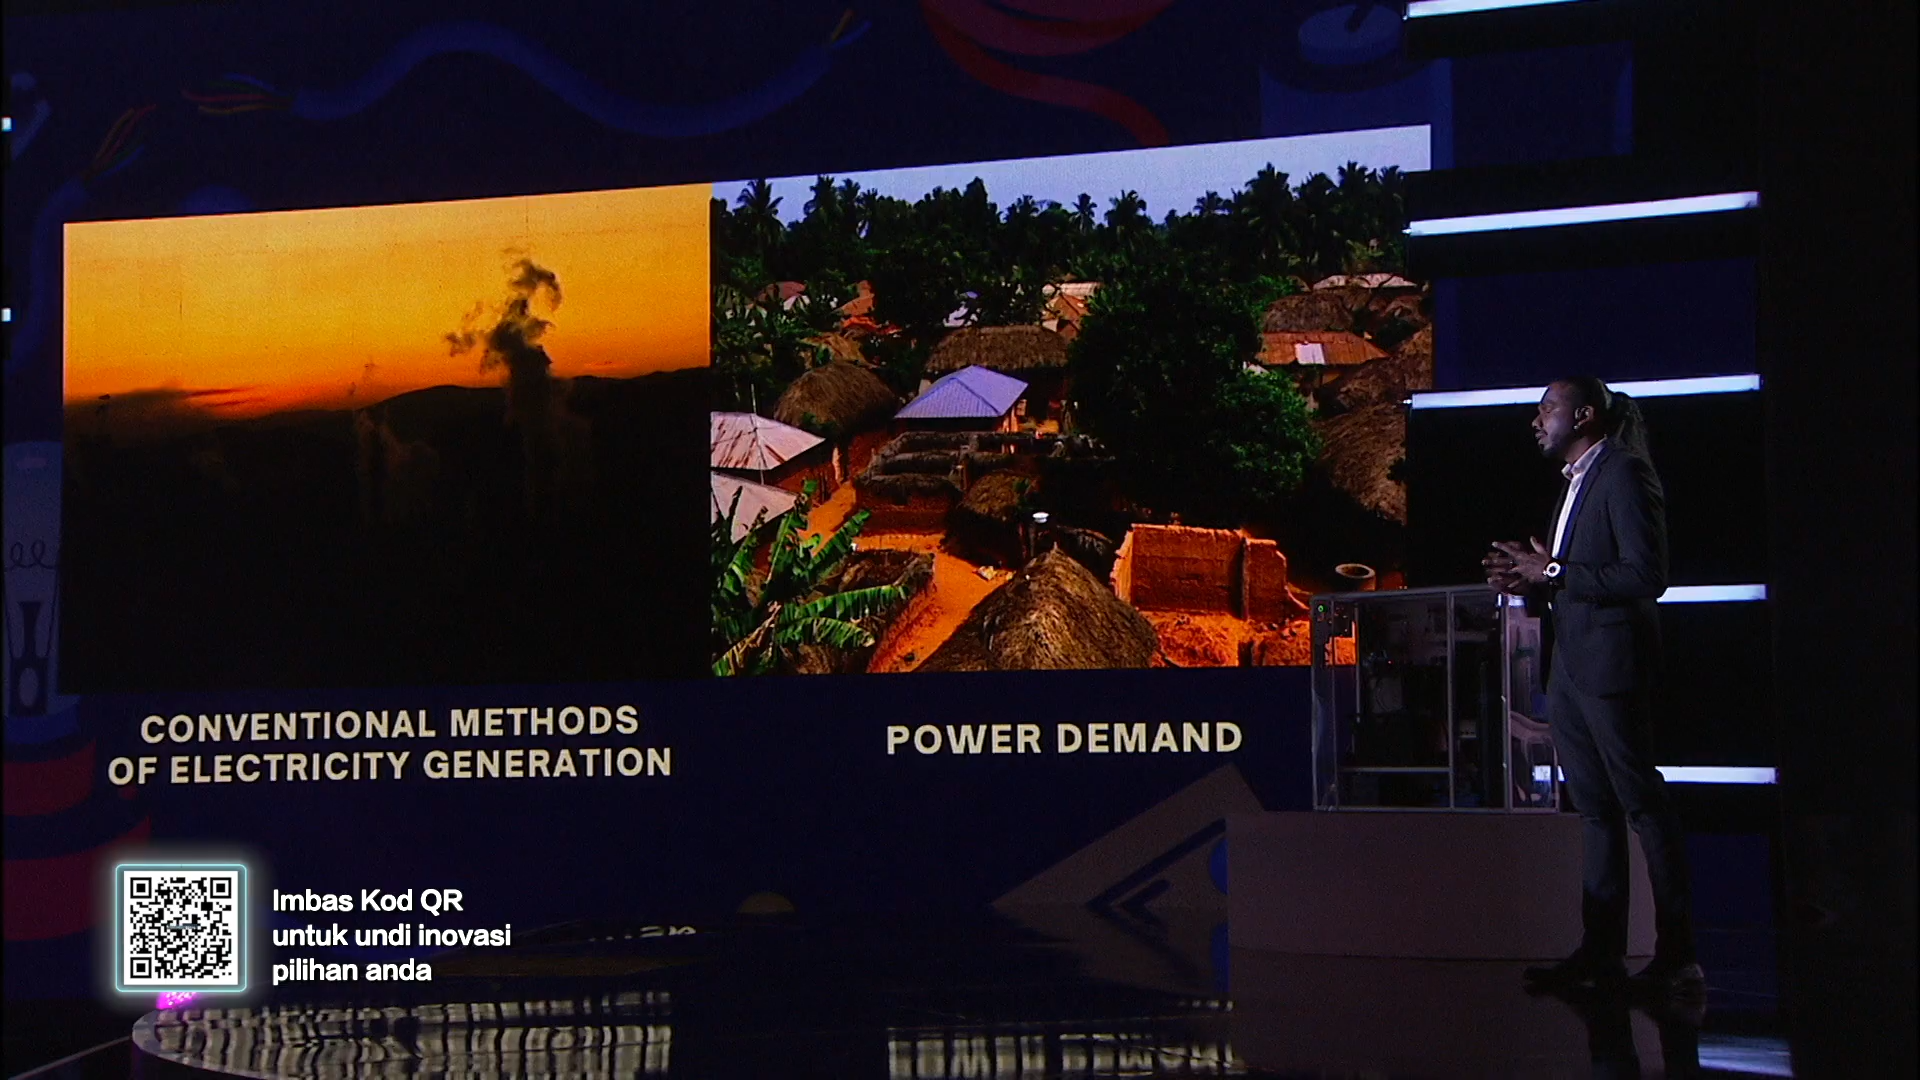 CONVENTIONAL METHODS
OF ELECTRICITY GENERATION
POWER DEMAND
Imbas Kod QR
untuk undi inovasi
pilihan anda